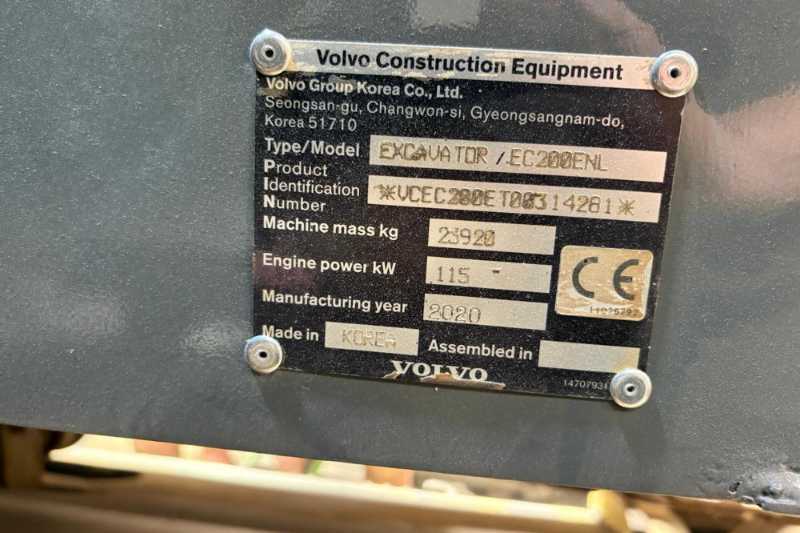 Volvo Construction Equipment
Volvo Group Korea Co., Ltd.
Seongsan-gu, Changwon-si, Gyeongsangnam-do,
Korea 51710
Type/Model EXCAVATOR / EC200ENL
Product
Identification *VCEC200ET00314281*
Number
Machine mass kg 23920
Engine power kW 115 -
Manufacturing year 2020
CE
Made in KOREA Assembled in
VOLVO